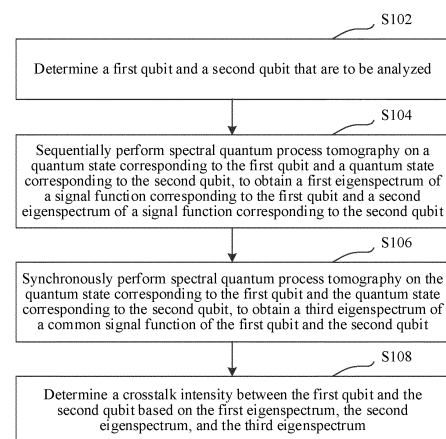 S102
Determine a first qubit and a second qubit that are to be analyzed
S104
Sequentially perform spectral quantum process tomography on a
quantum state corresponding to the first qubit and a quantum state
corresponding to the second qubit, to obtain a first eigenspectrum of
a signal function corresponding to the first qubit and a second
eigenspectrum of a signal function corresponding to the second qubit
S106
Synchronously perform spectral quantum process tomography on the
quantum state corresponding to the first qubit and the quantum state
corresponding to the second qubit, to obtain a third eigenspectrum of
a common signal function of the first qubit and the second qubit
S108
Determine a crosstalk intensity between the first qubit and the
second qubit based on the first eigenspectrum, the second
eigenspectrum, and the third eigenspectrum